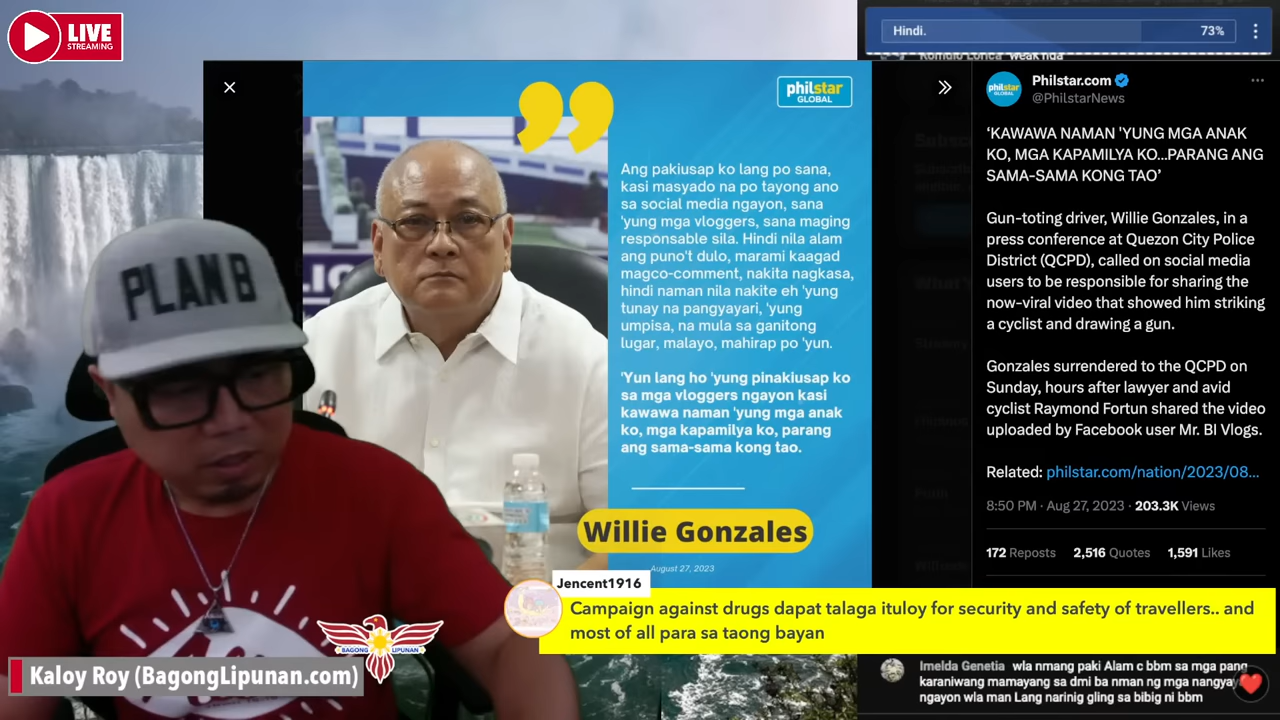 LIVE
STREAMING
Hindi.
73%
Romulo Lorica weak nda
philstar
GLOBAL
Ang pakiusap ko lang po sana,
kasi masyado na po tayong ano
sa social media ngayon, sana
'yung mga vloggers, sana maging
responsable sila. Hindi nila alam
ang puno't dulo, marami kaagad
magco-comment, nakita nagkasa,
hindi naman nila nakite eh 'yung
tunay na pangyayari, 'yung
umpisa, na mula sa ganitong
lugar, malayo, mahirap po 'yun.
'Yun lang ho 'yung pinakiusap ko
sa mga vloggers ngayon kasi
kawawa naman 'yung mga anak
ko, mga kapamilya ko, parang
ang sama-sama kong tao.
Willie Gonzales
August 27, 2023
philstar
GLOBAL
Philstar.com
@PhilstarNews
‘KAWAWA NAMAN 'YUNG MGA ANAK
KO, MGA KAPAMILYA KO...PARANG ANG
SAMA-SAMA KONG TAO’
Gun-toting driver, Willie Gonzales, in a
press conference at Quezon City Police
District (QCPD), called on social media
users to be responsible for sharing the
now-viral video that showed him striking
a cyclist and drawing a gun.
Gonzales surrendered to the QCPD on
Sunday, hours after lawyer and avid
cyclist Raymond Fortun shared the video
uploaded by Facebook user Mr. BI Vlogs.
Related: philstar.com/nation/2023/08...
8:50 PM · Aug 27, 2023 · 203.3K Views
172 Reposts 2,516 Quotes 1,591 Likes
PLAN B
Jencent1916
Campaign against drugs dapat talaga ituloy for security and safety of travellers.. and
most of all para sa taong bayan
BAGONG LIPUNAN
Kaloy Roy (BagongLipunan.com)
Imelda Genetia wla nmang paki Alam c bbm sa mga pang
karaniwang mamayang sa dmi ba nman ng mga nangyay
ngayon wla man Lang narinig gling sa bibig ni bbm